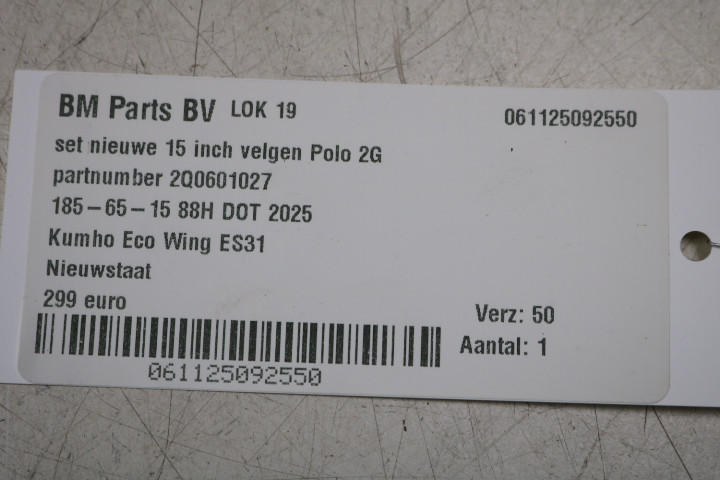 BM Parts BV LOK 19 061125092550
set nieuwe 15 inch velgen Polo 2G
partnumber 2Q0601027
185-65-15 88H DOT 2025
Kumho Eco Wing ES31
Nieuwstaat
299 euro
Verz: 50
Aantal: 1
061125092550